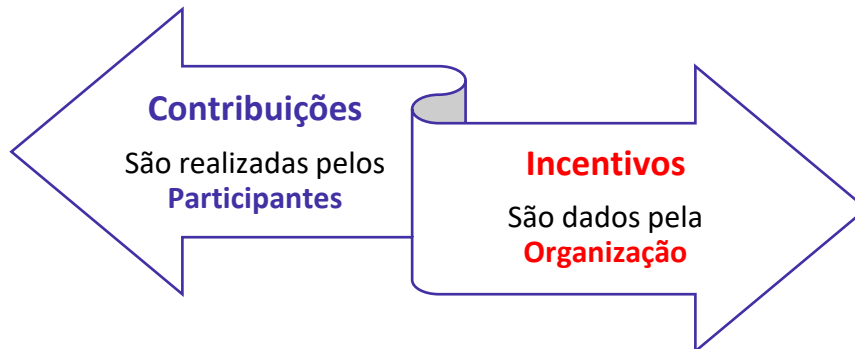 Contribuições
São realizadas pelos
Participantes
Incentivos
São dados pela
Organização